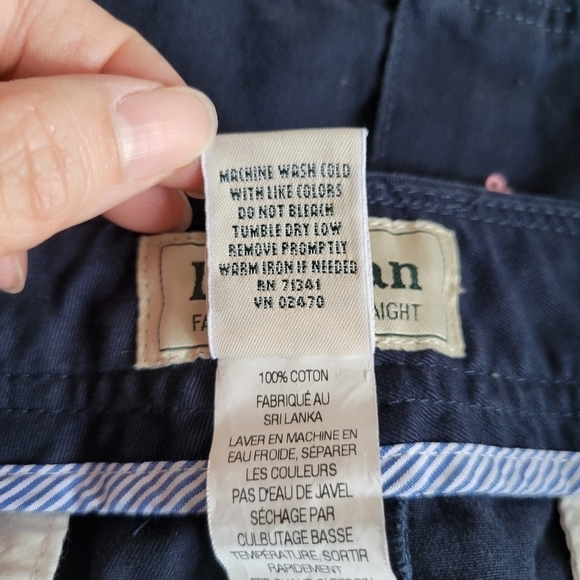 MACHINE WASH COLD
WITH LIKE COLORS
DO NOT BLEACH
TUMBLE DRY LOW
REMOVE PROMPTLY
WARM IRON IF NEEDED
RN 71341
VN 02470
100% COTON
FABRIQUÉ AU
SRI LANKA
LAVER EN MACHINE EN
EAU FROIDE, SÉPARER
LES COULEURS
PAS D'EAU DE JAVEL
SÉCHAGE PAR
CULBUTAGE BASSE
TEMPÉRATURE, SORTIR
RAPIDEMENT